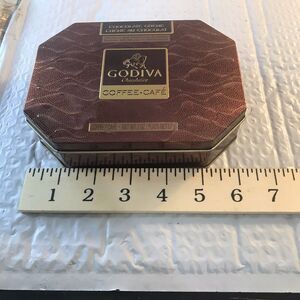 CHOCOLATE CRÈME
CRÈME AU CHOCOLAT
GODIVA
Chocolatier
COFFEE•CAFÉ
1 2 3 4 5 6 7